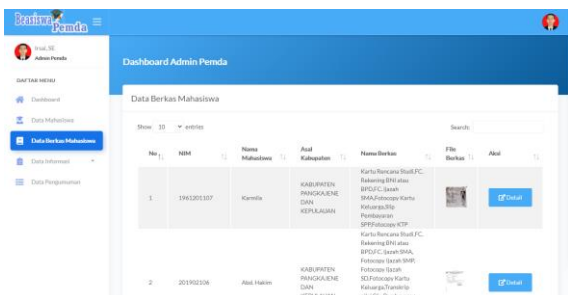 Beasiswa
Pemda
Irsal, SE
Admin Pemda
DAFTAR MENU
Dashboard
Data Mahasiswa
Data Berkas Mahasiswa
Data Informasi
Data Pengumuman
Dashboard Admin Pemda
Data Berkas Mahasiswa
Show 10 entries
Search:
No NIM Nama Mahasiswa Asal Kabupaten Nama Berkas File Berkas Aksi
1 1961201107 Karmila
KABUPATEN
PANGKAJENE
DAN
KEPULAUAN
Kartu Rencana Studi,FC.
Rekening BNI atau
BPD,FC. Ijazah
SMA,Fotocopy Kartu
Keluarga,Slip
Pembayaran
SPP,Fotocopy KTP
Detail
2 201902106 Abdi Hakim
KABUPATEN
PANGKAJENE
DAN
Kartu Rencana Studi,FC.
Rekening BNI atau
BPD,FC. Ijazah SMA,
Fotocopy Ijazah SMP,
Fotocopy Ijazah
SD,Fotocopy Kartu
Keluarga,Transkrip
Detail